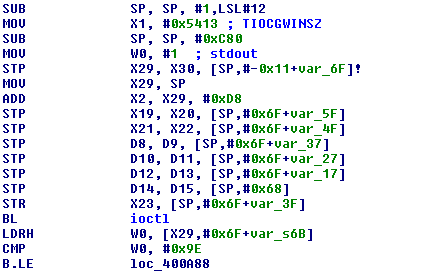 SUB SP, SP, #1,LSL#12
MOV X1, #0x5413 ; TIOCGWINSZ
SUB SP, SP, #0xC80
MOV W0, #1 ; stdout
STP X29, X30, [SP,#-0x11+var_6F]!
MOV X29, SP
ADD X2, X29, #0xD8
STP X19, X20, [SP,#0x6F+var_5F]
STP X21, X22, [SP,#0x6F+var_4F]
STP D8, D9, [SP,#0x6F+var_37]
STP D10, D11, [SP,#0x6F+var_27]
STP D12, D13, [SP,#0x6F+var_17]
STP D14, D15, [SP,#0x68]
STR X23, [SP,#0x6F+var_3F]
BL ioctl
LDRH W0, [X29,#0x6F+var_s6B]
CMP W0, #0x9E
B.LE loc_400A88